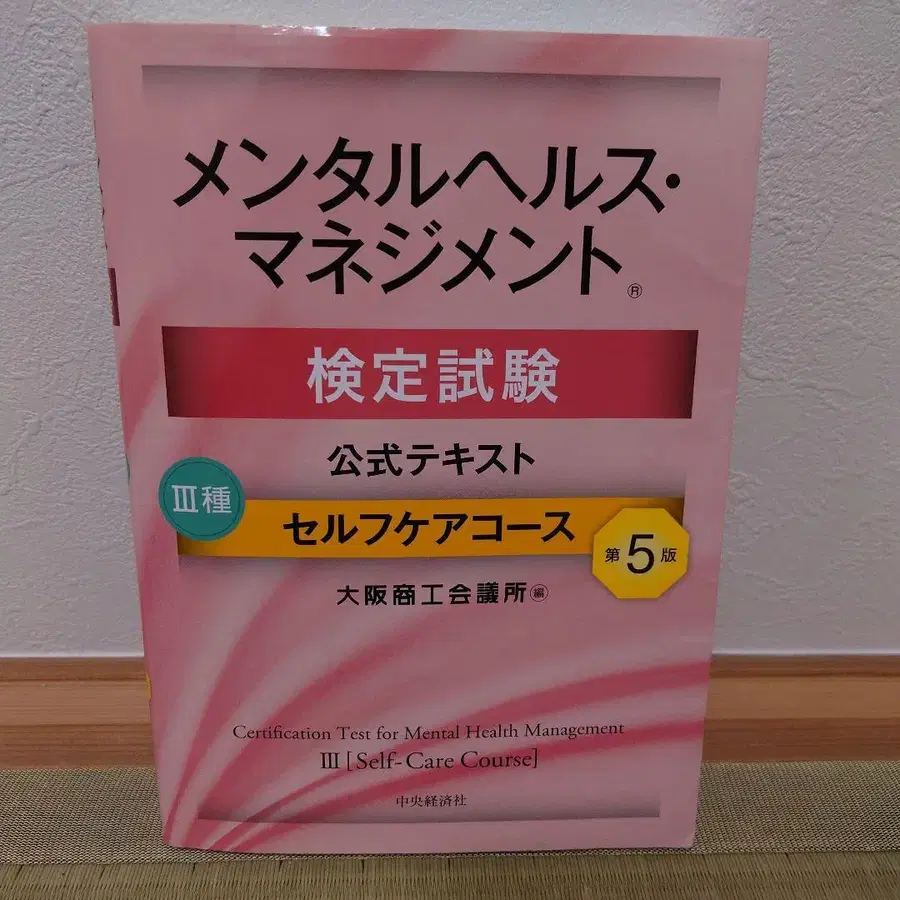 メンタルヘルス・
マネジメント®
検定試験
公式テキスト
Ⅲ種
セルフケアコース
第5版
大阪商工会議所㊢
Certification Test for Mental Health Management
Ⅲ [Self-Care Course]
中央経済社